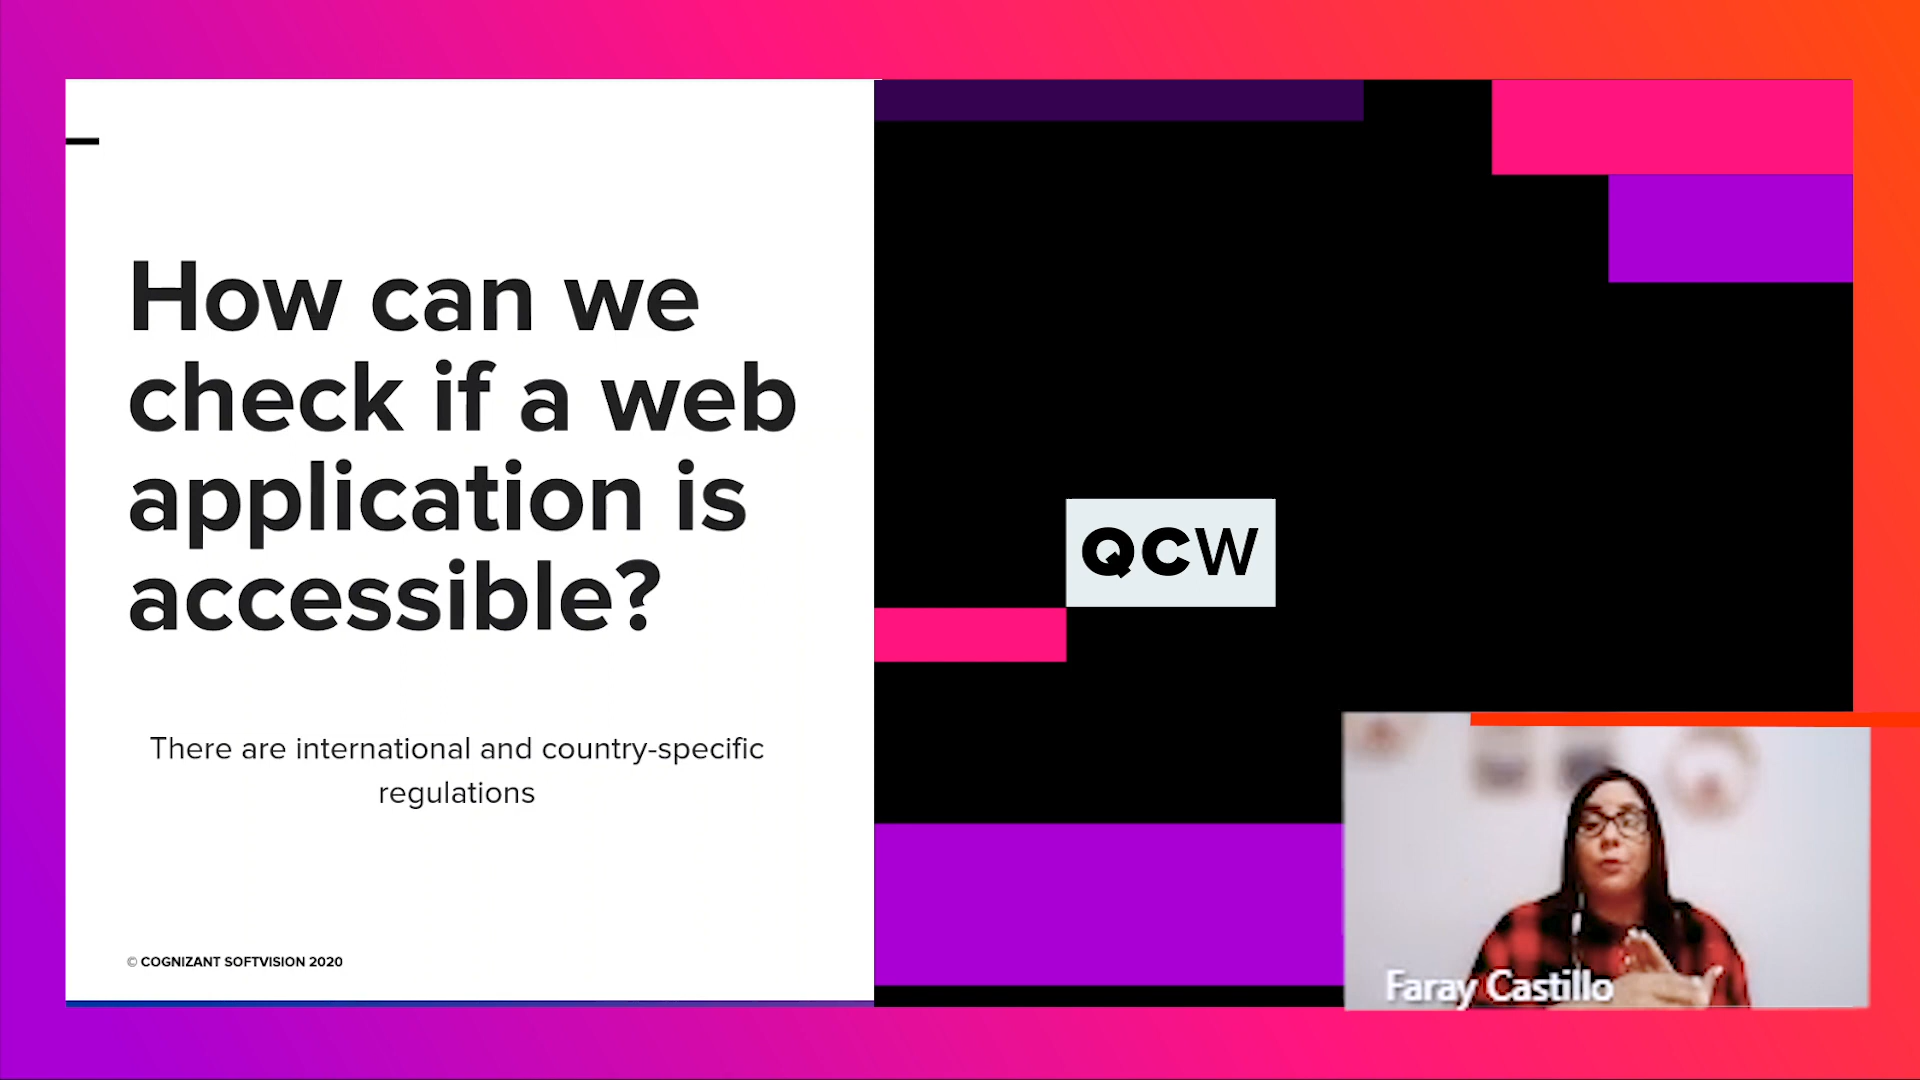 How can we
check if a web
application is
accessible?
There are international and country-specific
regulations
© COGNIZANT SOFTVISION 2020
QCW
Faray Castillo